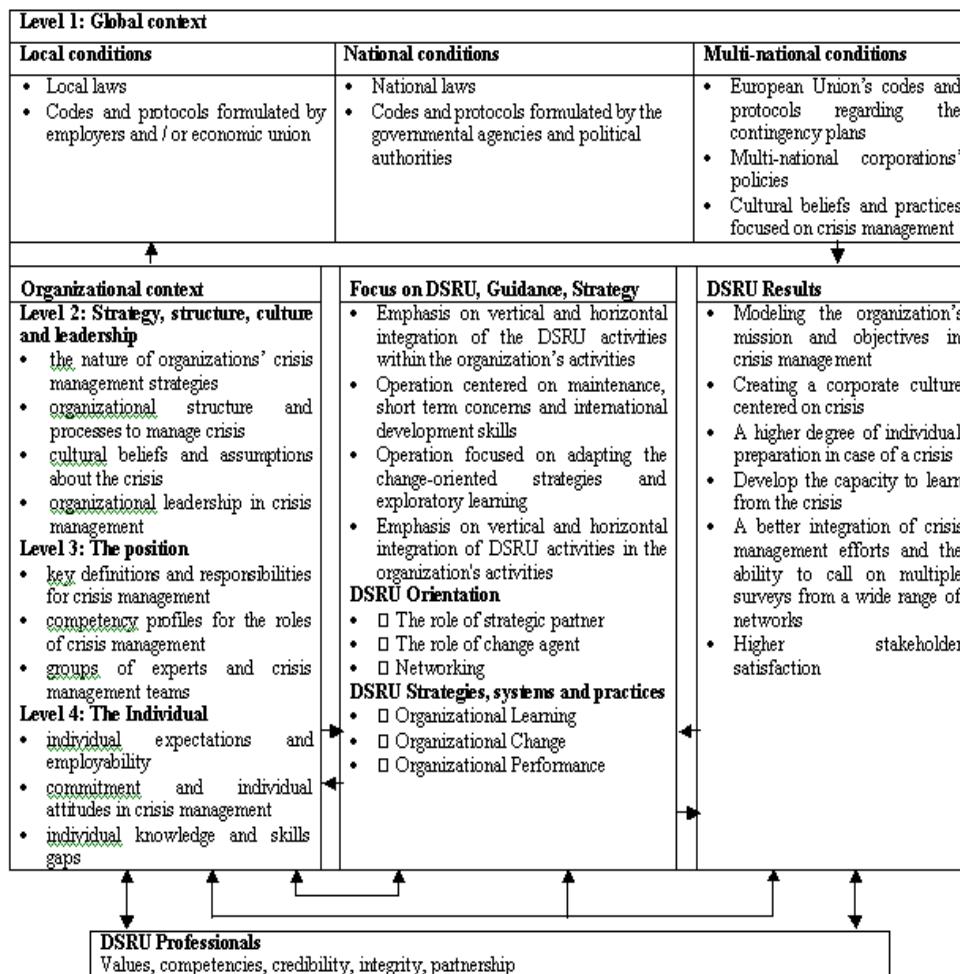 Level 1: Global context
Local conditions
National conditions
Multi-national conditions
• Local laws
• Codes and protocols formulated by
employers and / or economic union
• National laws
• Codes and protocols formulated by the
governmental agencies and political
authorities
• European Union's codes and
protocols regarding the
contingency plans
• Multi-national corporations'
policies
• Cultural beliefs and practices
focused on crisis management
Organizational context
Level 2: Strategy, structure, culture
and leadership
• the nature of organizations' crisis
management strategies
• organizational structure and
processes to manage crisis
• cultural beliefs and assumptions
about the crisis
• organizational leadership in crisis
management
Level 3: The position
• key definitions and responsibilities
for crisis management
• competency profiles for the roles
of crisis management
• groups of experts and crisis
management teams
Level 4: The Individual
• individual expectations and
employability
• commitment and individual
attitudes in crisis management
• individual knowledge and skills
gaps
Focus on DSRU, Guidance, Strategy
• Emphasis on vertical and horizontal
integration of the DSRU activities
within the organization's activities
• Operation centered on maintenance,
short term concerns and international
development skills
• Operation focused on adapting the
change-oriented strategies and
exploratory learning
• Emphasis on vertical and horizontal
integration of DSRU activities in the
organization's activities
DSRU Orientation
• The role of strategic partner
• The role of change agent
• Networking
DSRU Strategies, systems and practices
• Organizational Learning
• Organizational Change
• Organizational Performance
DSRU Results
• Modeling the organization's
mission and objectives in
crisis management
• Creating a corporate culture
centered on crisis
• A higher degree of individual
preparation in case of a crisis
• Develop the capacity to learn
from the crisis
• A better integration of crisis
management efforts and the
ability to call on multiple
surveys from a wide range of
networks
• Higher stakeholder
satisfaction
DSRU Professionals
Values, competencies, credibility, integrity, partnership